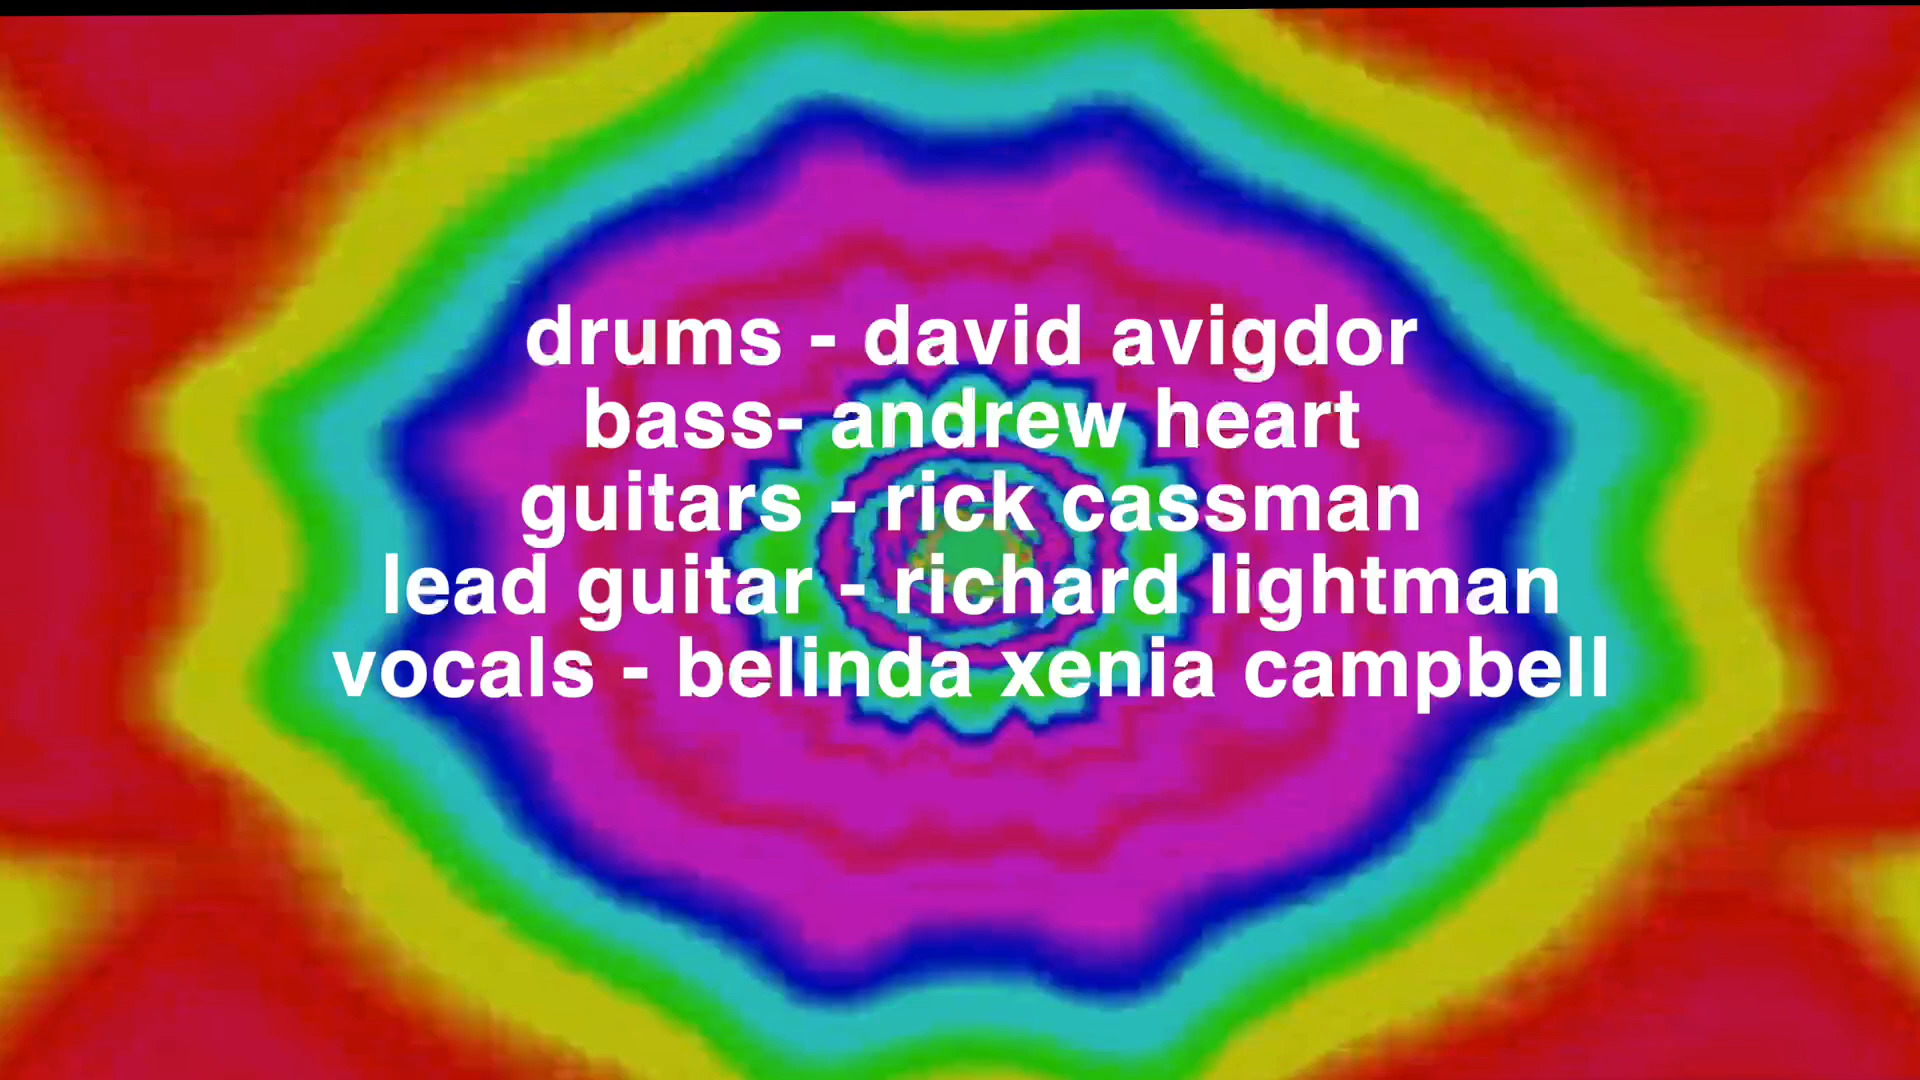 drums - david avigdor
bass- andrew heart
guitars - rick cassman
lead guitar - richard lightman
vocals - belinda xenia campbell